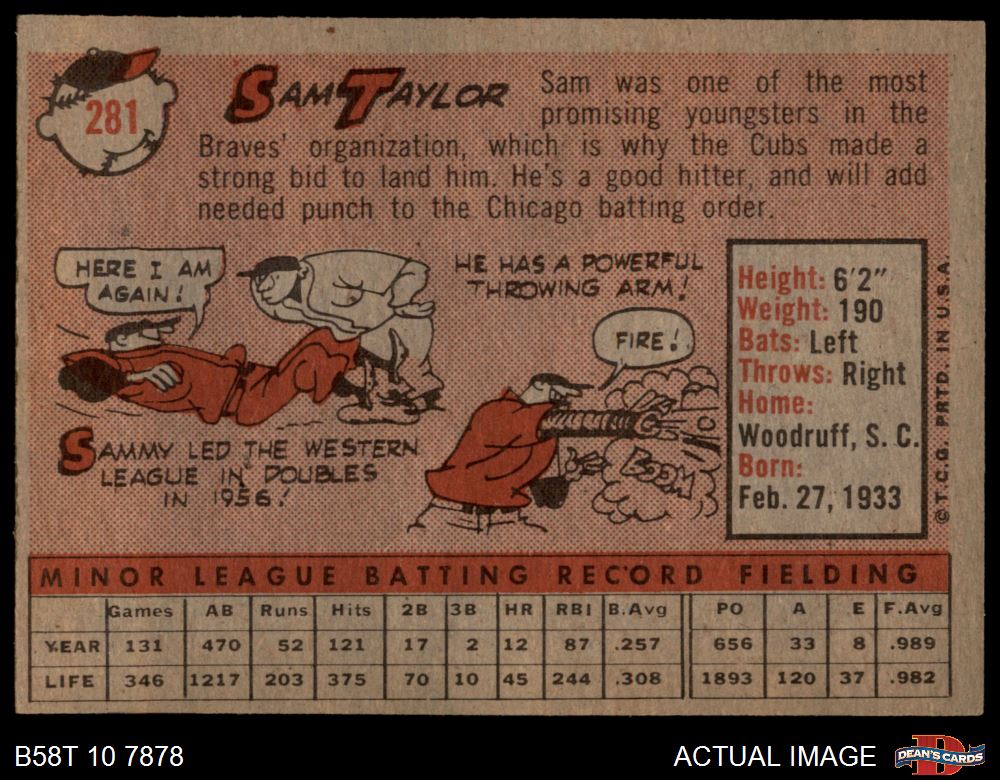 281
SAM TAYLOR
Sam was one of the most
promising youngsters in the
Braves' organization, which is why the Cubs made a
strong bid to land him. He's a good hitter, and will add
needed punch to the Chicago batting order.
HERE I AM
AGAIN!
SAMMY LED THE WESTERN
LEAGUE IN DOUBLES
IN 1956!
HE HAS A POWERFUL
THROWING ARM!
FIRE!
BOOM
Height: 6'2"
Weight: 190
Bats: Left
Throws: Right
Home:
Woodruff, S. C.
Born:
Feb. 27, 1933
©T.C.G. PRTD. IN U.S.A.
MINOR LEAGUE BATTING RECORD FIELDING
Games AB Runs Hits 2B 3B HR RBI B.Avg PO A E F.Avg
YEAR 131 470 52 121 17 2 12 87 .257 656 33 8 .989
LIFE 346 1217 203 375 70 10 45 244 .308 1893 120 37 .982
B58T 10 7878
ACTUAL IMAGE
DEAN'S CARDS